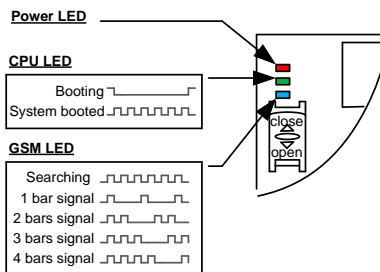 Power LED
CPU LED
Booting
System booted
GSM LED
Searching
1 bar signal
2 bars signal
3 bars signal
4 bars signal
close
open